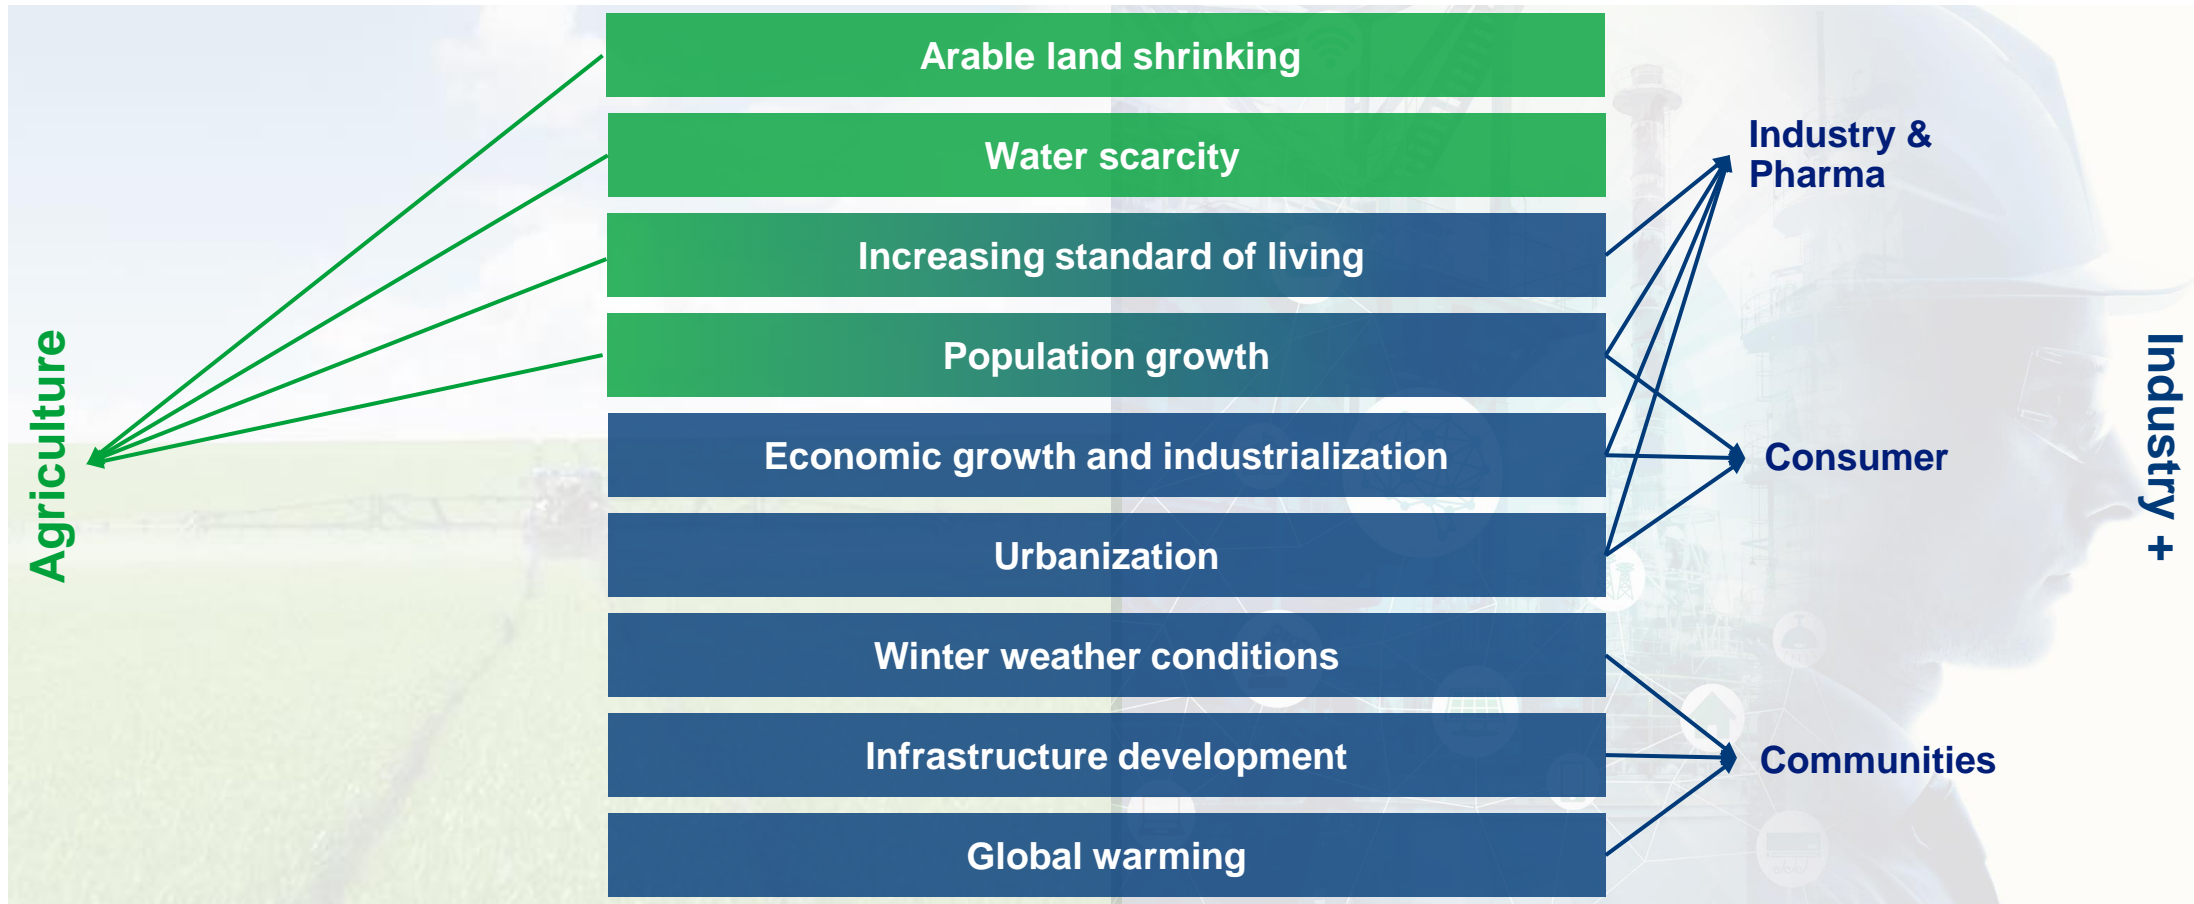 Arable land shrinking
Water scarcity
Increasing standard of living
Population growth
Economic growth and industrialization
Urbanization
Winter weather conditions
Infrastructure development
Global warming
Agriculture
Industry &
Pharma
Consumer
Communities
Industry +